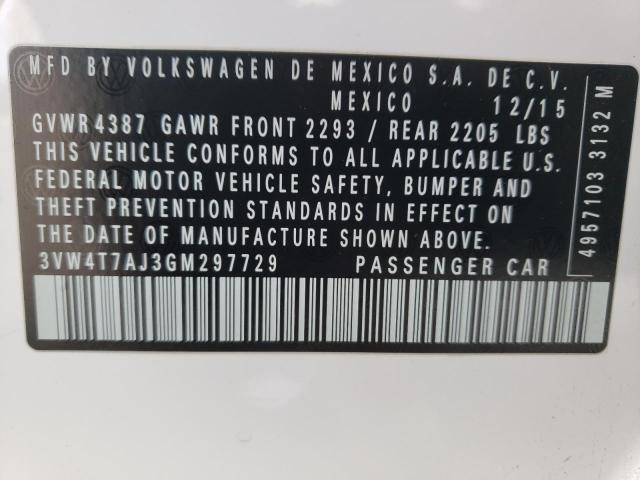 MFD BY VOLKSWAGEN DE MEXICO S.A. DE C.V.
MEXICO 12/15
GVWR 4387 GAWR FRONT 2293 / REAR 2205 LBS
THIS VEHICLE CONFORMS TO ALL APPLICABLE U.S.
FEDERAL MOTOR VEHICLE SAFETY, BUMPER AND
THEFT PREVENTION STANDARDS IN EFFECT ON
THE DATE OF MANUFACTURE SHOWN ABOVE.
3VW4T7AJ3GM297729 PASSENGER CAR
4957103 3132 M